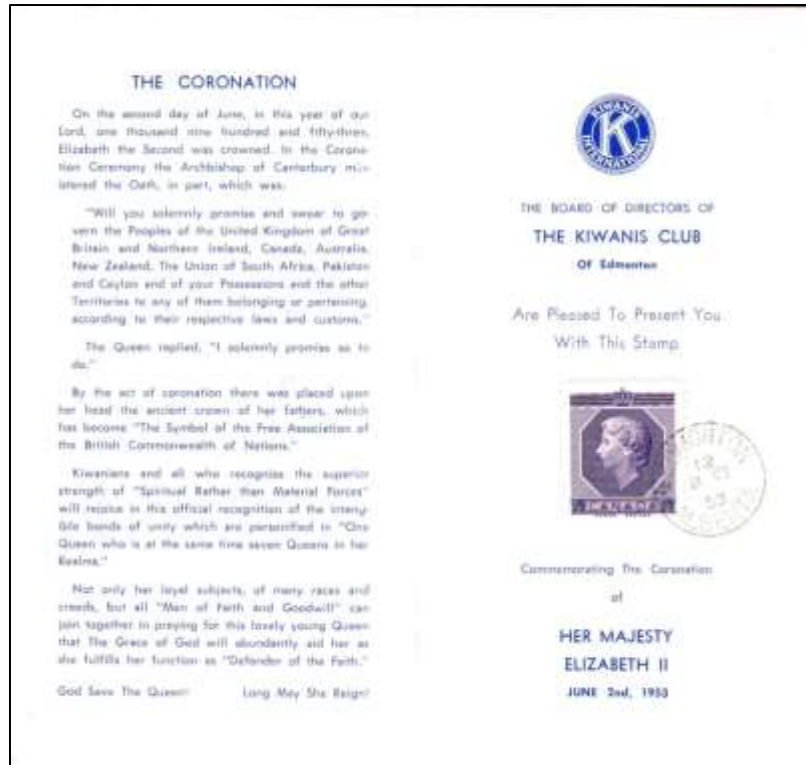 THE CORONATION
On the second day of June, in this year of our
Lord, one thousand nine hundred and fifty-three,
Elizabeth the Second was crowned. In the Corona-
tion Ceremony the Archbishop of Canterbury min-
istered the Oath, in part, which was:
"Will you solemnly promise and swear to go-
vern the Peoples of the United Kingdom of Great
Britain and Northern Ireland, Canada, Australia,
New Zealand, The Union of South Africa, Pakistan
and Ceylon and of your Possessions and the other
Territories to any of them belonging or pertaining,
according to their respective laws and customs."
The Queen replied, "I solemnly promise so to
do."
By the act of coronation there was placed upon
her head the ancient crown of her fathers, which
has become "The Symbol of the Free Association of
the British Commonwealth of Nations."
Kiwanians and all who recognize the superior
strength of "Spiritual Rather than Material Forces"
will rejoice in this official recognition of the intang-
ible bonds of unity which are personified in "One
Queen who is at the same time seven Queens in her
Realms."
Not only her loyal subjects, of many races and
creeds, but all "Men of Faith and Goodwill" can
join together in praying for this lovely young Queen
that The Grace of God will abundantly aid her as
she fulfills her function as "Defender of the Faith."
God Save The Queen! Long May She Reign!
KIWANIS
K
INTERNATIONAL
THE BOARD OF DIRECTORS OF
THE KIWANIS CLUB
OF Edmonton
Are Pleased To Present You
With This Stamp
CANADA
EDMONTON
12
53
ALBERTA
Commemorating The Coronation
of
HER MAJESTY
ELIZABETH II
JUNE 2nd, 1953